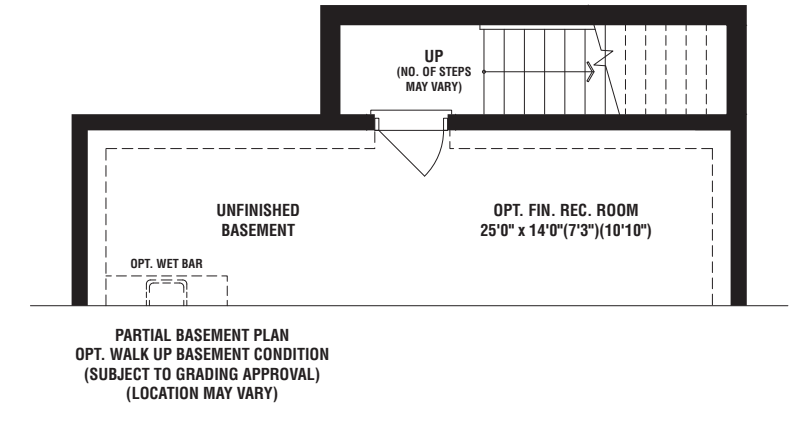 UP
(NO. OF STEPS
MAY VARY)
UNFINISHED
BASEMENT
OPT. FIN. REC. ROOM
25'0" x 14'0"(7'3")(10'10")
OPT. WET BAR
PARTIAL BASEMENT PLAN
OPT. WALK UP BASEMENT CONDITION
(SUBJECT TO GRADING APPROVAL)
(LOCATION MAY VARY)